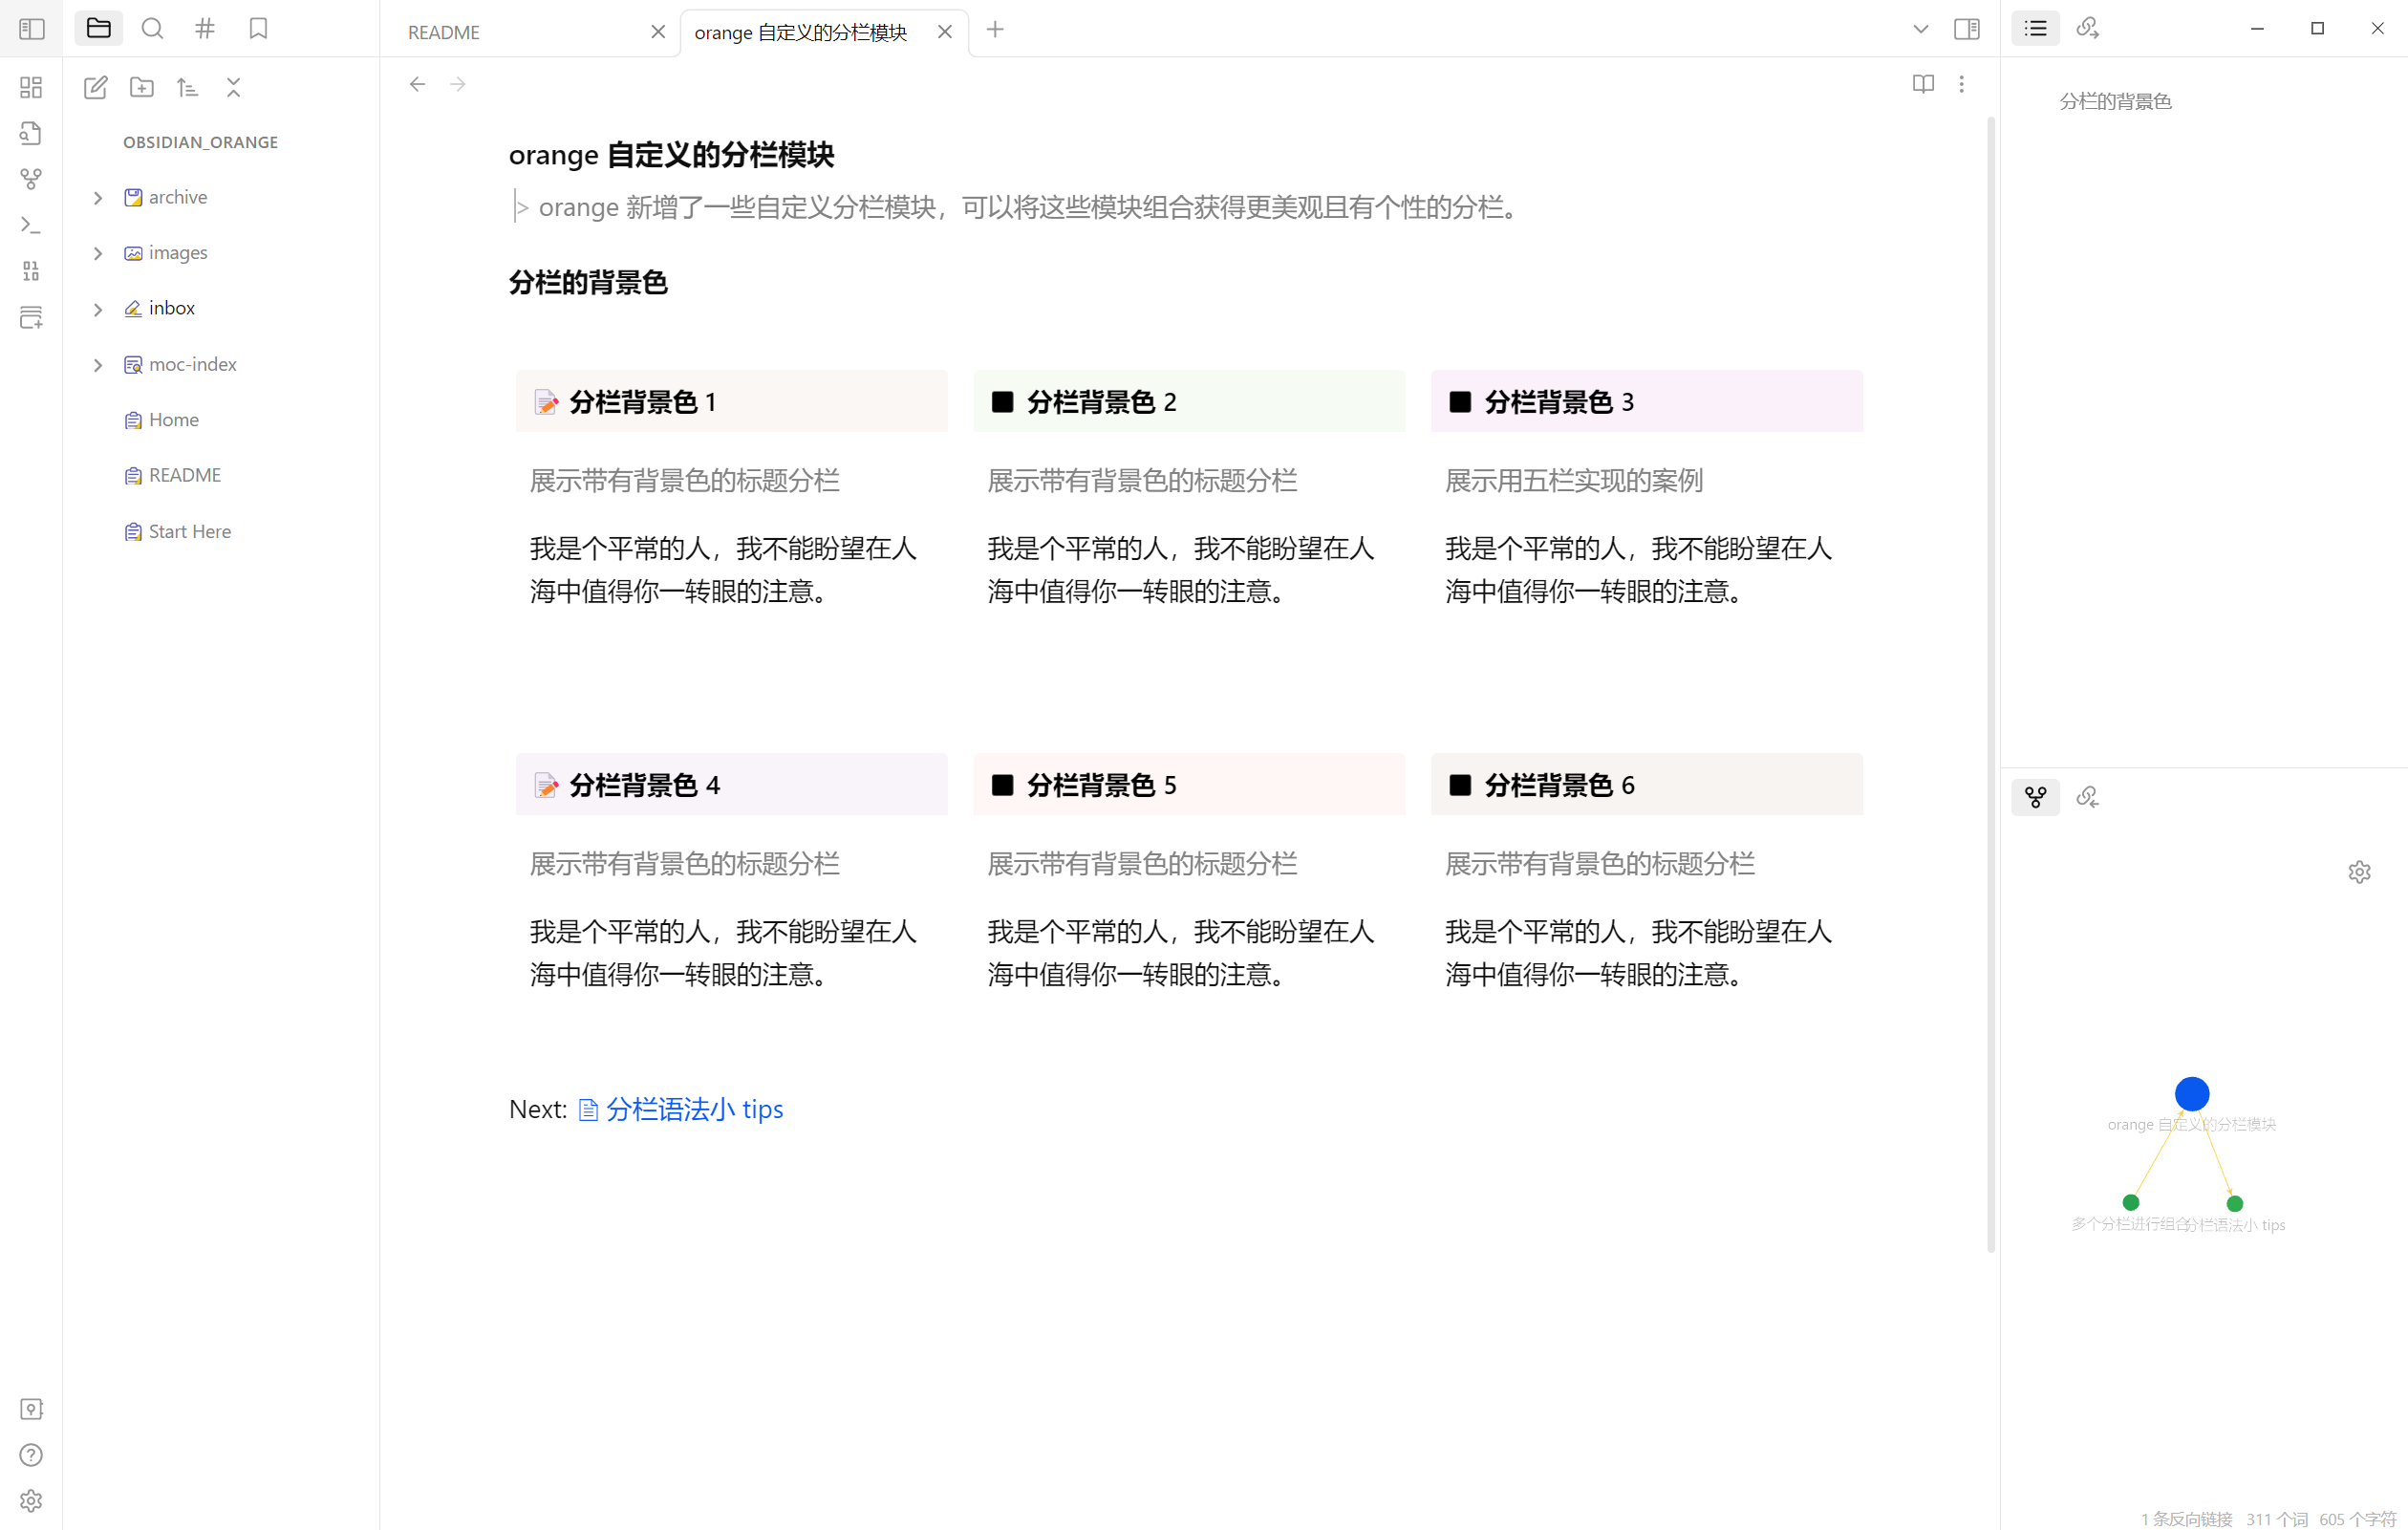 README
orange 自定义的分栏模块
OBSIDIAN_ORANGE
archive
images
inbox
moc-index
Home
README
Start Here
orange 自定义的分栏模块
> orange 新增了一些自定义分栏模块，可以将这些模块组合获得更美观且有个性的分栏。
分栏的背景色
分栏背景色 1
展示带有背景色的标题分栏
我是个平常的人，我不能盼望在人
海中值得你一转眼的注意。
分栏背景色 2
展示带有背景色的标题分栏
我是个平常的人，我不能盼望在人
海中值得你一转眼的注意。
分栏背景色 3
展示用五栏实现的案例
我是个平常的人，我不能盼望在人
海中值得你一转眼的注意。
分栏背景色 4
展示带有背景色的标题分栏
我是个平常的人，我不能盼望在人
海中值得你一转眼的注意。
分栏背景色 5
展示带有背景色的标题分栏
我是个平常的人，我不能盼望在人
海中值得你一转眼的注意。
分栏背景色 6
展示带有背景色的标题分栏
我是个平常的人，我不能盼望在人
海中值得你一转眼的注意。
Next: 分栏语法小 tips
分栏的背景色
orange 自定义的分栏模块
多个分栏进行组合
分栏语法小 tips
1 条反向链接 311 个词 605 个字符